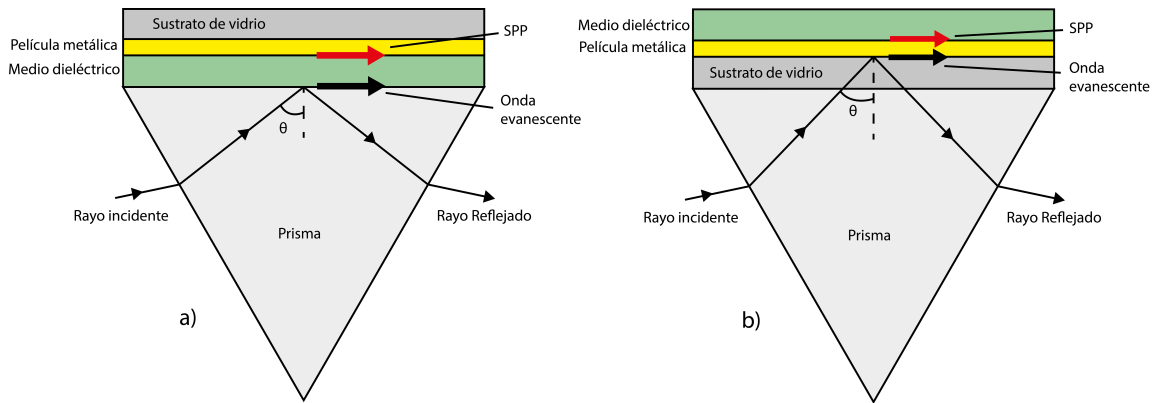 Sustrato de vidrio
SPP
Película metálica
Medio dieléctrico
Onda
evanescente
θ
Rayo incidente
Rayo Reflejado
Prisma
a)
Medio dieléctrico
SPP
Película metálica
Sustrato de vidrio
Onda
evanescente
θ
Rayo incidente
Rayo Reflejado
Prisma
b)